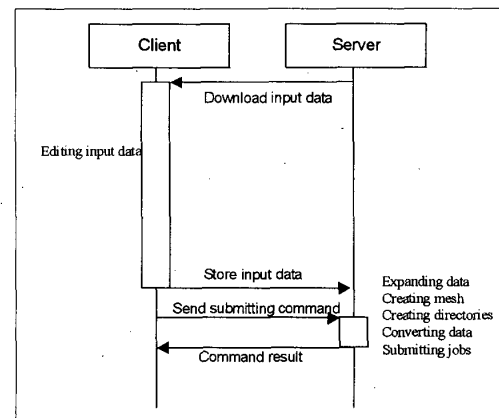 Client
Server
Download input data
Editing input data
Store input data
Expanding data
Send submitting command
Creating mesh
Creating directories
Converting data
Command result
Submitting jobs